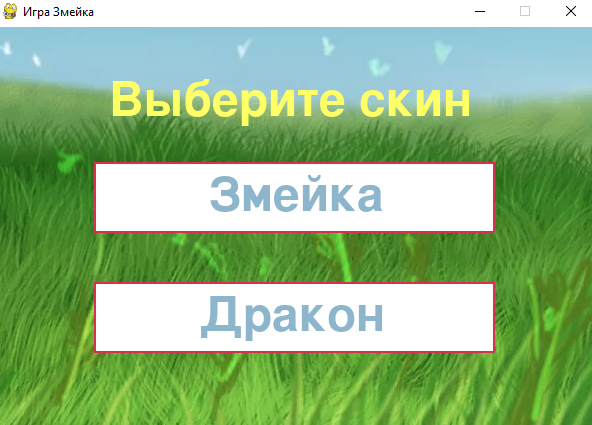 Игра Змейка
Выберите скин
Змейка
Дракон